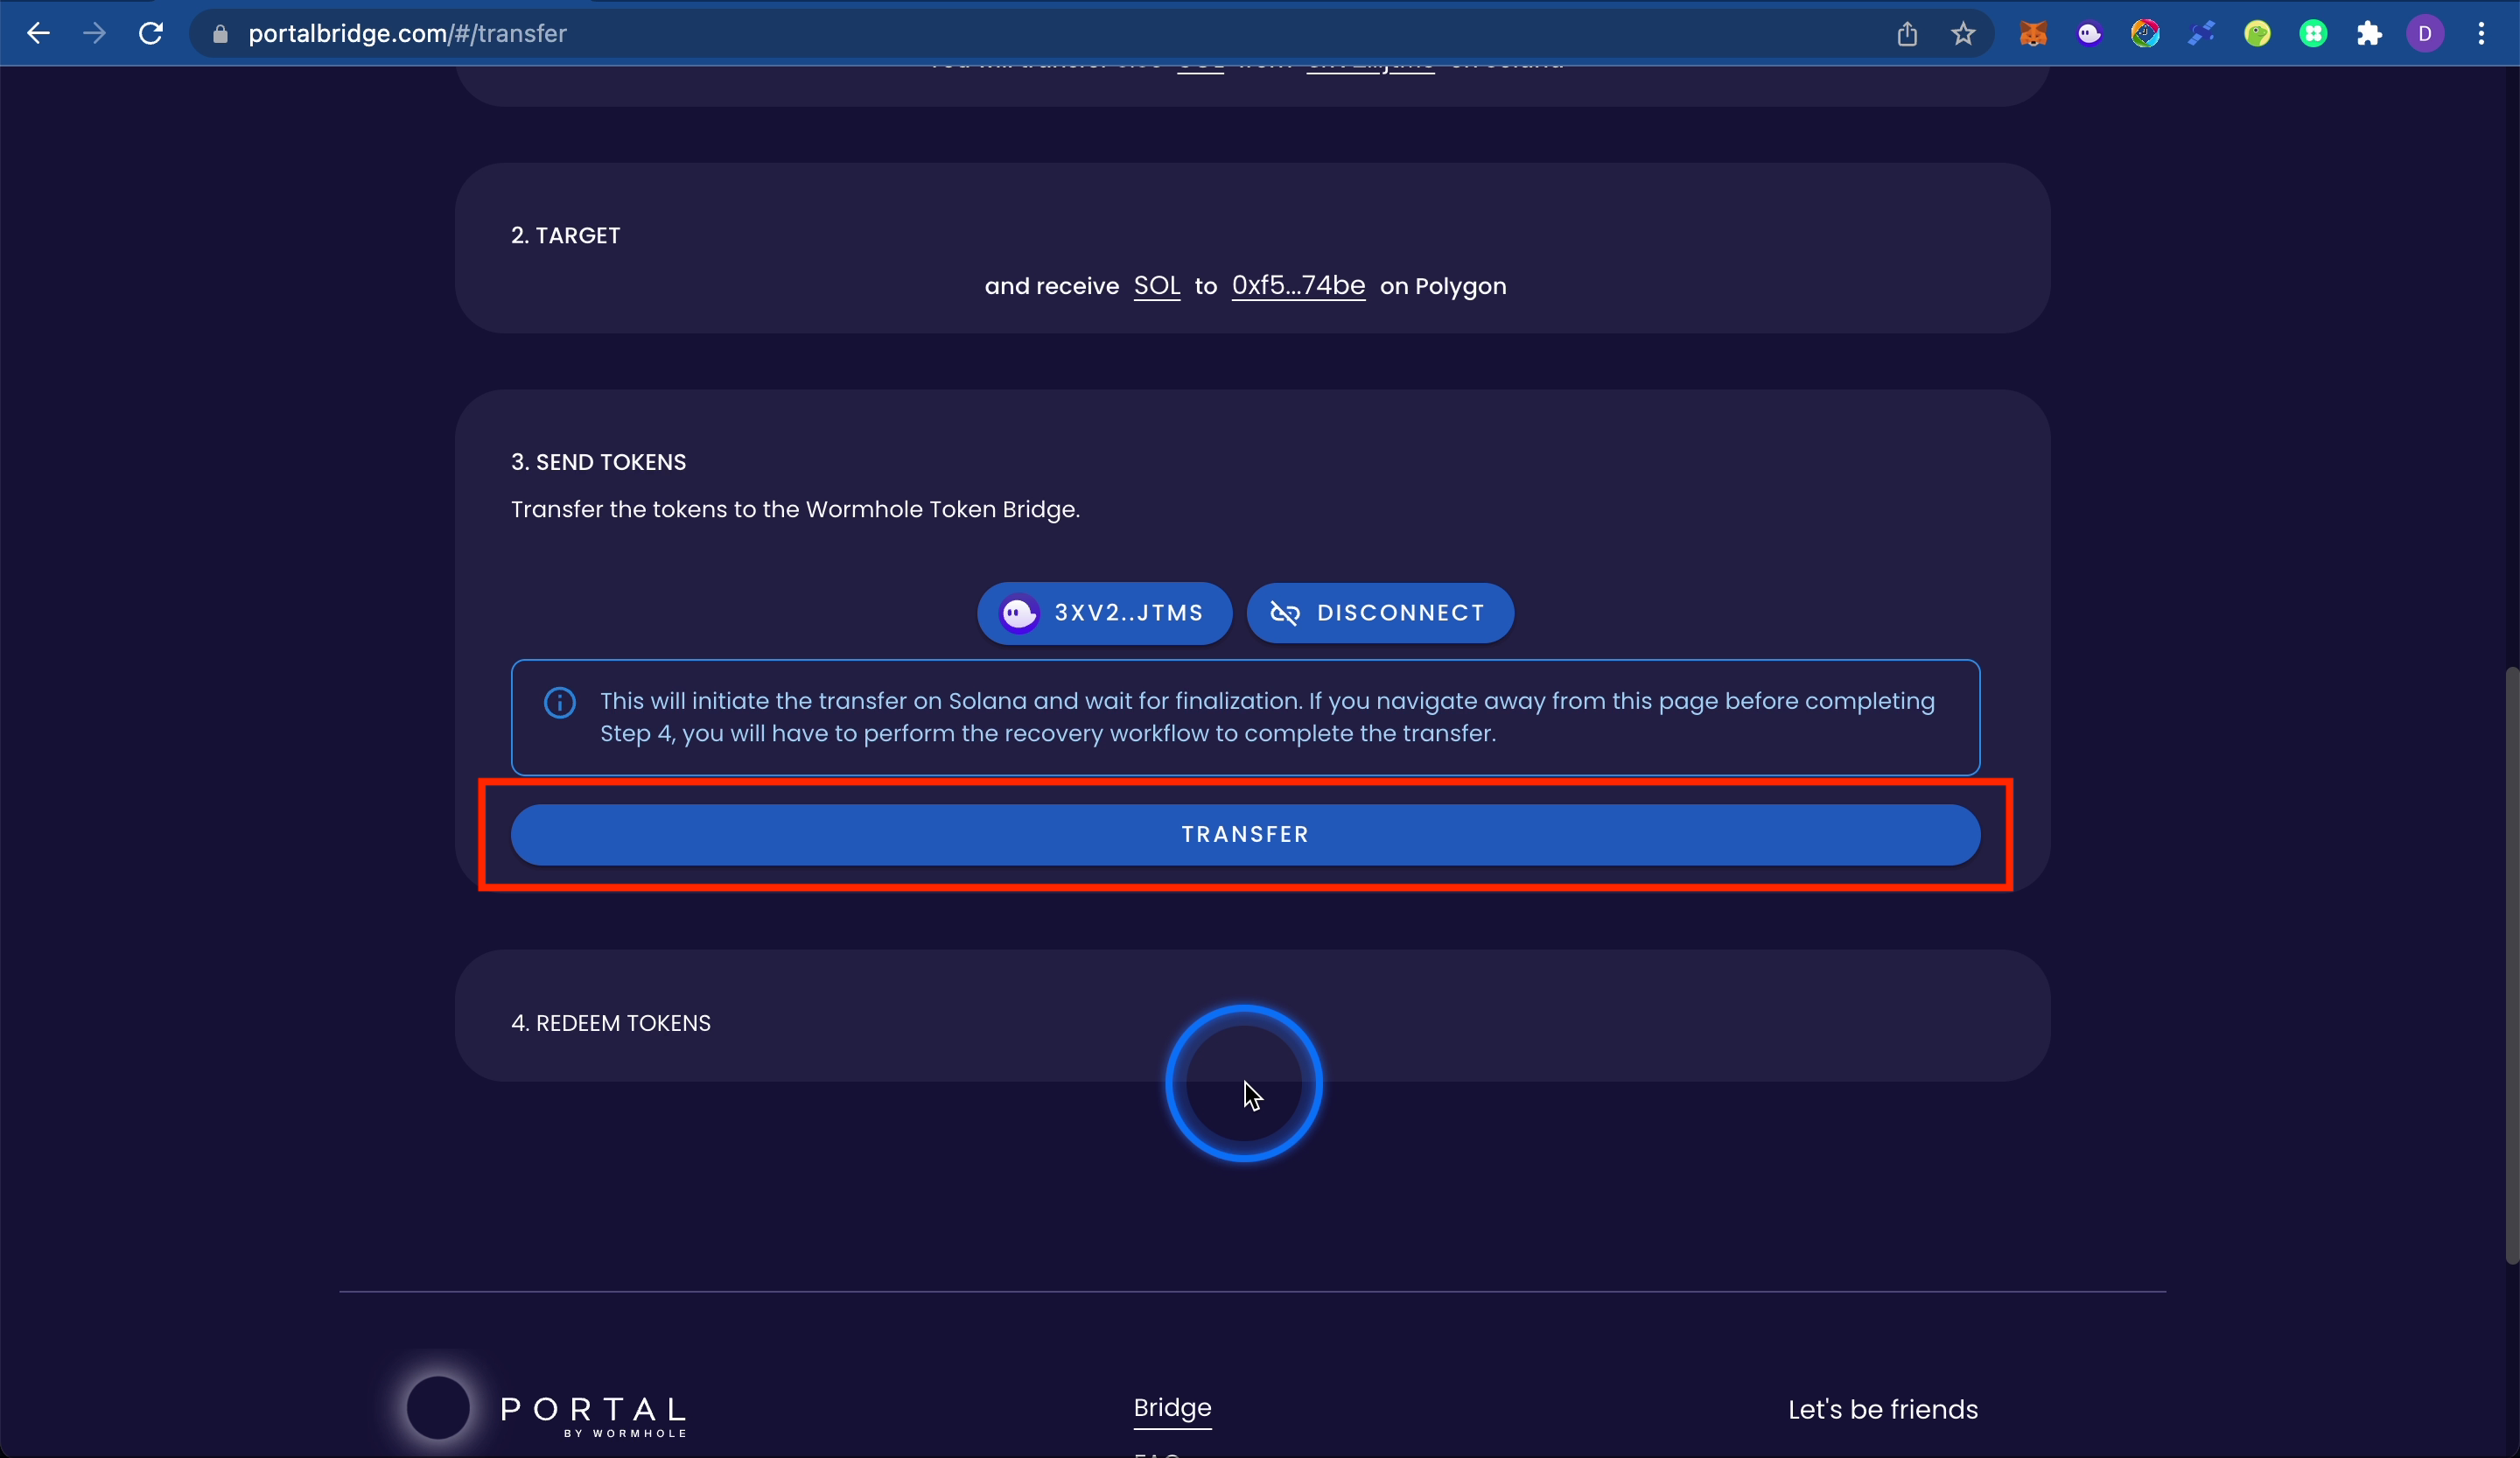 portalbridge.com/#/transfer
D
2. TARGET
and receive SOL to 0xf5...74be on Polygon
3. SEND TOKENS
Transfer the tokens to the Wormhole Token Bridge.
3XV2..JTMS
DISCONNECT
This will initiate the transfer on Solana and wait for finalization. If you navigate away from this page before completing
Step 4, you will have to perform the recovery workflow to complete the transfer.
TRANSFER
4. REDEEM TOKENS
PORTAL
BY WORMHOLE
Bridge
Let's be friends